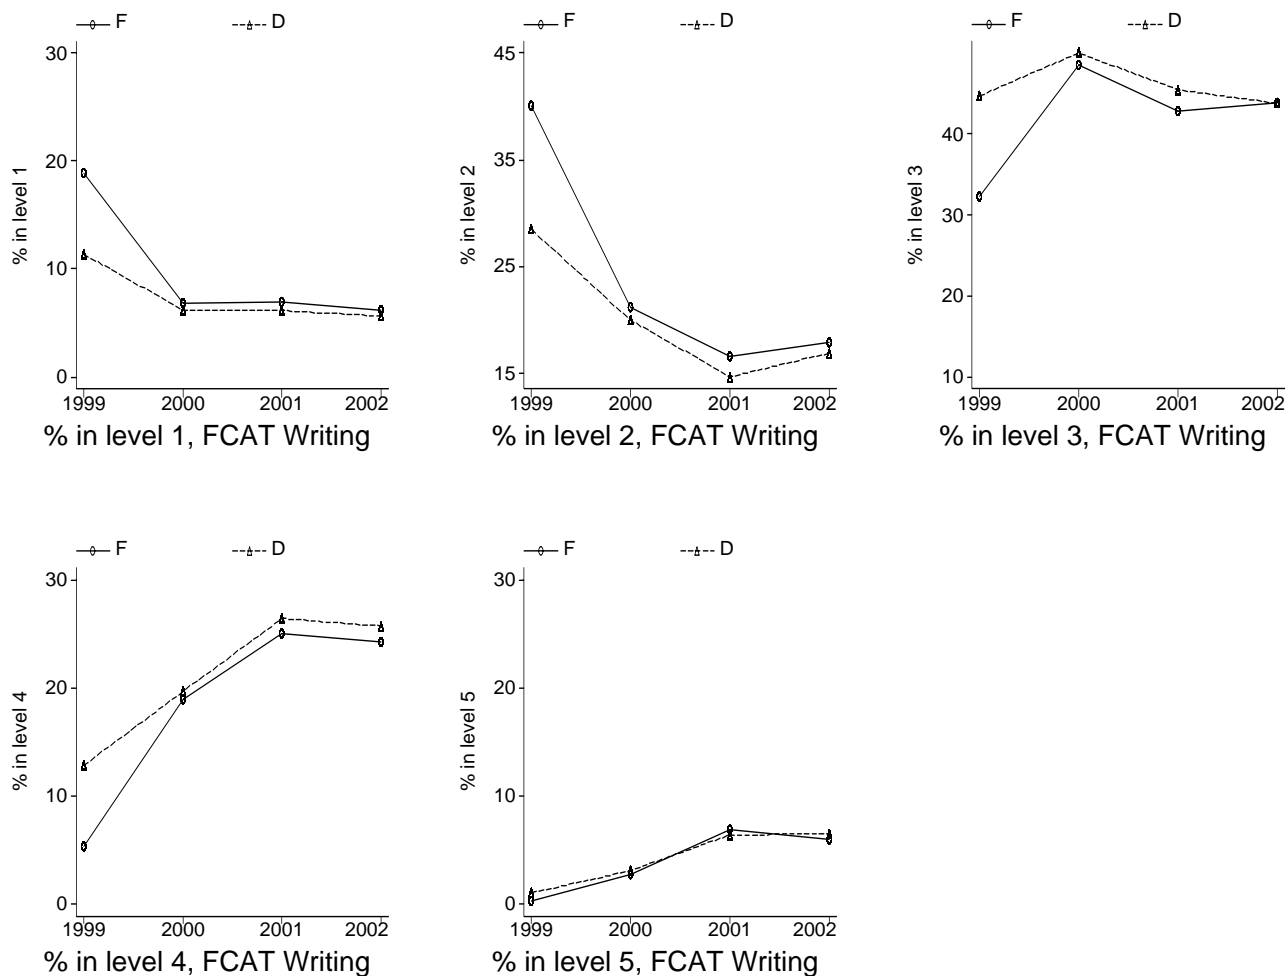 F D
30
20
10
0
% in level 1
1999 2000 2001 2002
% in level 1, FCAT Writing
F D
45
35
25
15
% in level 2
1999 2000 2001 2002
% in level 2, FCAT Writing
F D
40
30
20
10
% in level 3
1999 2000 2001 2002
% in level 3, FCAT Writing
F D
30
20
10
0
% in level 4
1999 2000 2001 2002
% in level 4, FCAT Writing
F D
30
20
10
0
% in level 5
1999 2000 2001 2002
% in level 5, FCAT Writing